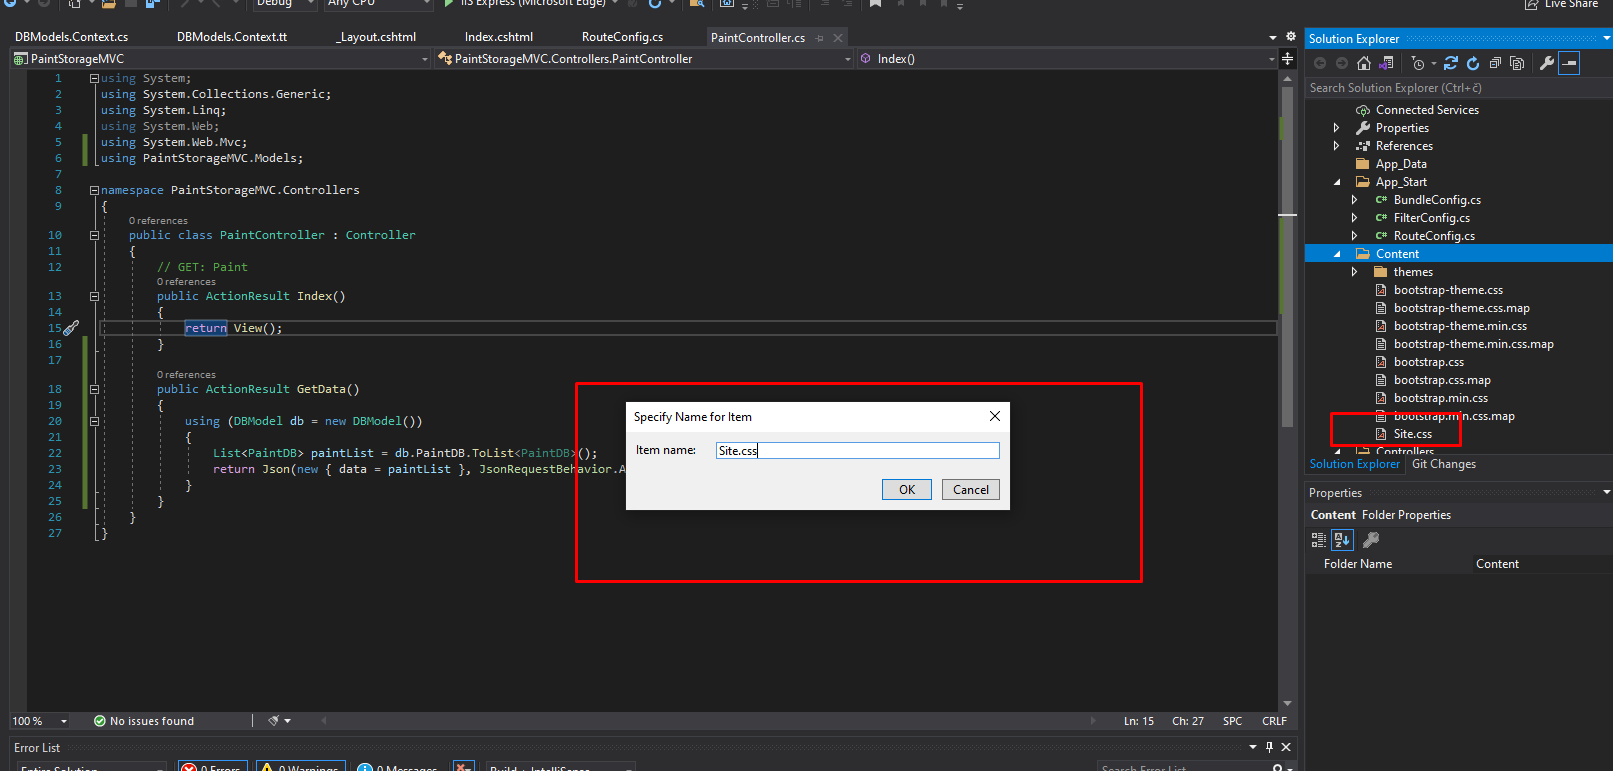 Debug
Any CPU
IIS Express (Microsoft Edge)
Live Share
DBModels.Context.cs
DBModels.Context.tt
_Layout.cshtml
Index.cshtml
RouteConfig.cs
PaintController.cs
PaintStorageMVC
PaintStorageMVC.Controllers.PaintController
Index()
1 using System;
2 using System.Collections.Generic;
3 using System.Linq;
4 using System.Web;
5 using System.Web.Mvc;
6 using PaintStorageMVC.Models;
7
8 namespace PaintStorageMVC.Controllers
9 {
0 references
10 public class PaintController : Controller
11 {
12 // GET: Paint
0 references
13 public ActionResult Index()
14 {
15 return View();
16 }
17
0 references
18 public ActionResult GetData()
19 {
20 using (DBModel db = new DBModel())
21 {
22 List<PaintDB> paintList = db.PaintDB.ToList<PaintDB>();
23 return Json(new { data = paintList }, JsonRequestBehavior.A
24 }
25 }
26 }
27 }
Specify Name for Item
Item name:
Site.css
OK
Cancel
100 %
No issues found
Ln: 15
Ch: 27
SPC
CRLF
Error List
Entire Solution
0 Errors
0 Warnings
0 Messages
Build + IntelliSense
Search Error List
Solution Explorer
Search Solution Explorer (Ctrl+č)
Connected Services
Properties
References
App_Data
App_Start
C# BundleConfig.cs
C# FilterConfig.cs
C# RouteConfig.cs
Content
themes
bootstrap-theme.css
bootstrap-theme.css.map
bootstrap-theme.min.css
bootstrap-theme.min.css.map
bootstrap.css
bootstrap.css.map
bootstrap.min.css
bootstrap.min.css.map
Site.css
Controllers
Solution Explorer
Git Changes
Properties
Content Folder Properties
Folder Name
Content